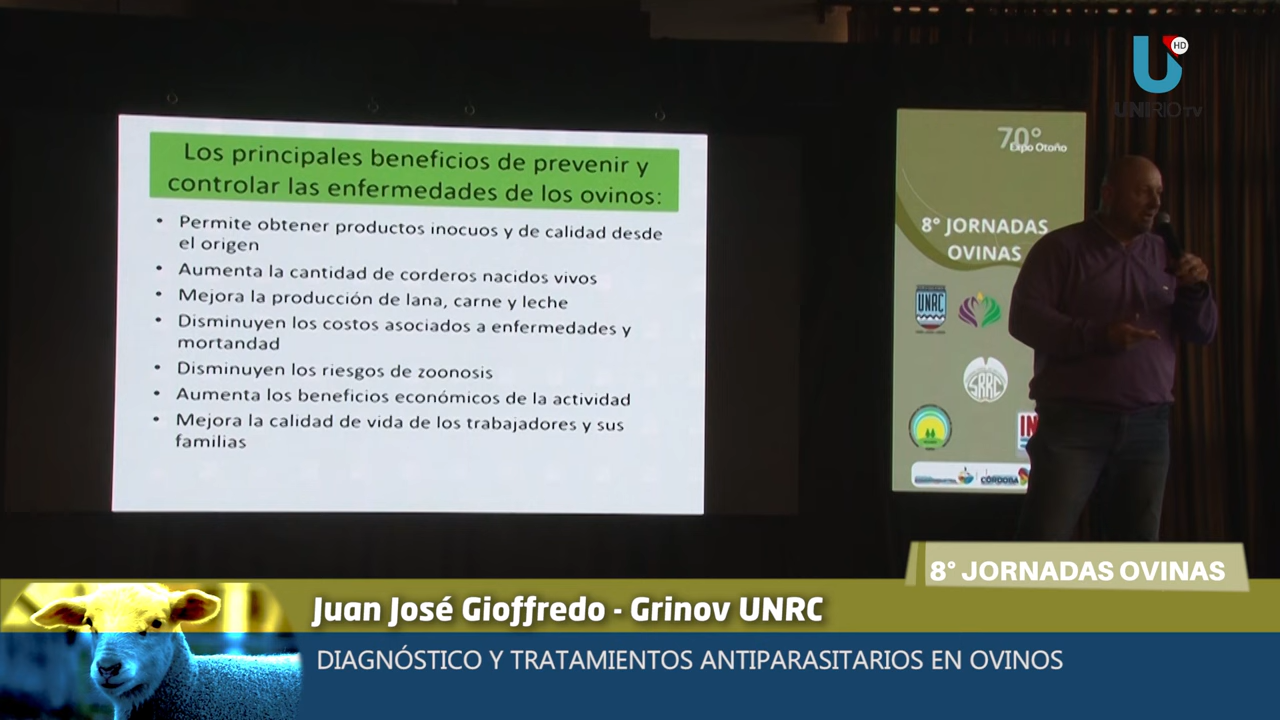 U
HD
UNIRIO TV
Los principales beneficios de prevenir y
controlar las enfermedades de los ovinos:
• Permite obtener productos inocuos y de calidad desde
el origen
• Aumenta la cantidad de corderos nacidos vivos
• Mejora la producción de lana, carne y leche
• Disminuyen los costos asociados a enfermedades y
mortandad
• Disminuyen los riesgos de zoonosis
• Aumenta los beneficios económicos de la actividad
• Mejora la calidad de vida de los trabajadores y sus
familias
70°
Expo Otoño
8° JORNADAS
OVINAS
UNRC
SRRC
IN
CÓRDOBA
8° JORNADAS OVINAS
Juan José Gioffredo - Grinov UNRC
DIAGNÓSTICO Y TRATAMIENTOS ANTIPARASITARIOS EN OVINOS